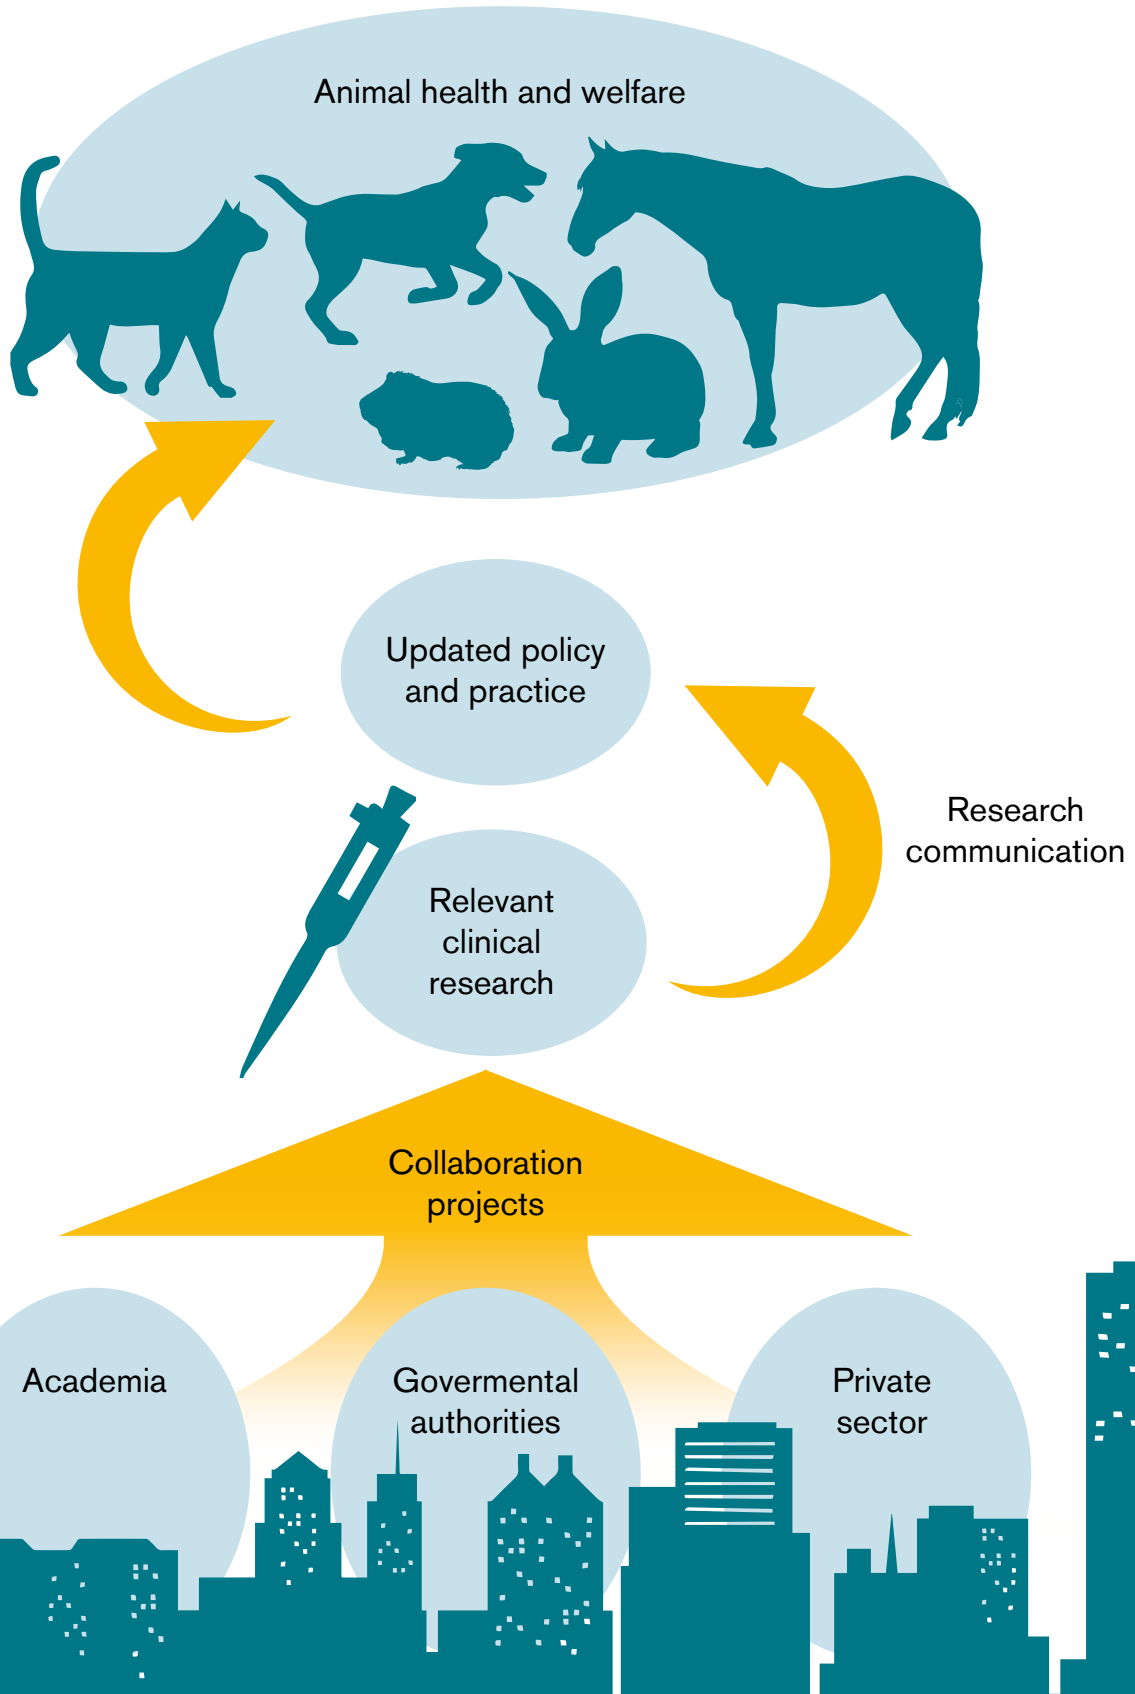 Animal health and welfare
Updated policy
and practice
Research
communication
Relevant
clinical
research
Collaboration
projects
Academia
Govermental
authorities
Private
sector